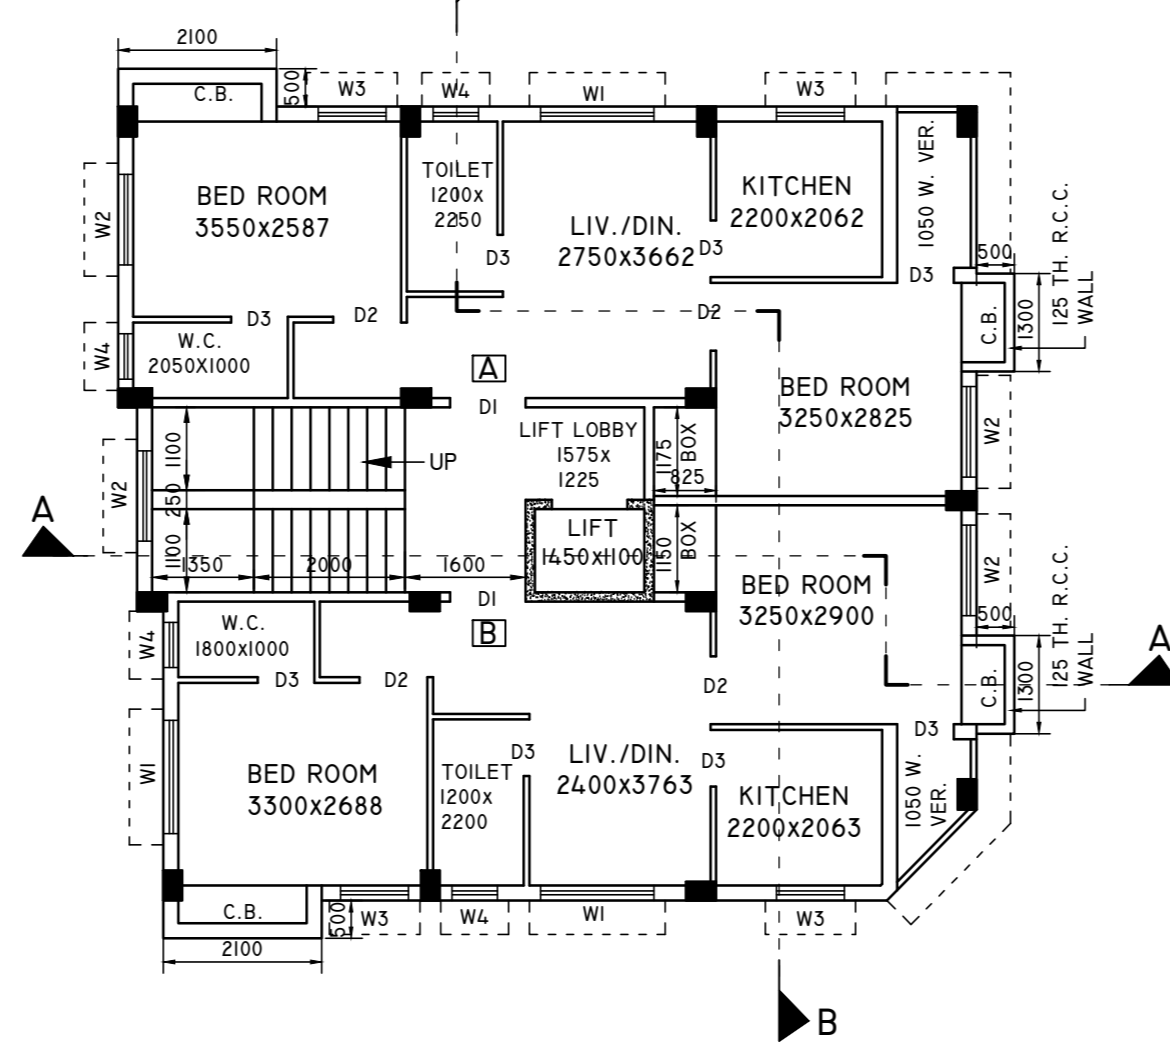 2100
C.B.
500
W3
W4
W1
W3
BED ROOM
3550x2587
TOILET
1200x
2250
LIV./DIN.
2750x3662
KITCHEN
2200x2062
1050 W. VER.
W2
D3
D3
D3
500
125 TH. R.C.C.
WALL
1300
C.B.
D3
D2
D2
W4
W.C.
2050X1000
A
BED ROOM
3250x2825
W2
D1
LIFT LOBBY
1575x
1225
1175
BOX
825
1100
UP
W2
250
A
LIFT
1450x1100
1150
BOX
1100
1350
2000
1600
BED ROOM
3250x2900
W2
500
125 TH. R.C.C.
WALL
1300
C.B.
A
D1
B
W4
W.C.
1800x1000
D3
D2
D2
D3
D3
D3
W1
BED ROOM
3300x2688
TOILET
1200x
2200
LIV./DIN.
2400x3763
KITCHEN
2200x2063
1050 W.
VER.
C.B.
500
W3
W4
W1
W3
2100
B